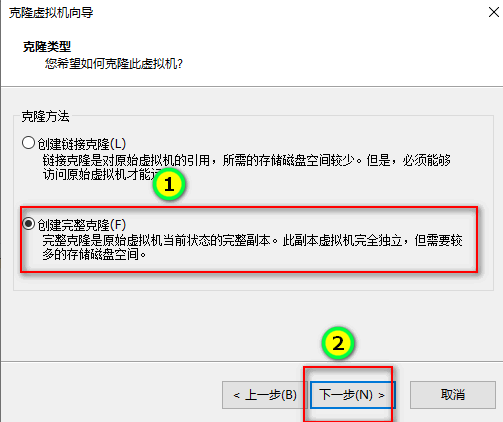 克隆虚拟机向导
克隆类型
您希望如何克隆此虚拟机?
克隆方法
创建链接克隆(L)
链接克隆是对原始虚拟机的引用，所需的存储磁盘空间较少。但是，必须能够
访问原始虚拟机才能
1
创建完整克隆(F)
完整克隆是原始虚拟机当前状态的完整副本。此副本虚拟机完全独立，但需要较
多的存储磁盘空间。
2
< 上一步(B) 下一步(N) > 取消